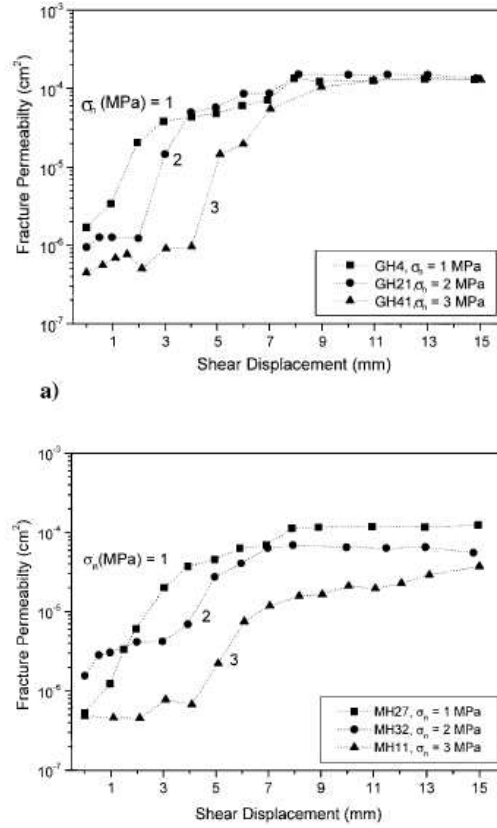 10⁻³
10⁻⁴
10⁻⁵
10⁻⁶
10⁻⁷
Fracture Permeabilty (cm²)
σₙ (MPa) = 1
2
3
GH4, σₙ = 1 MPa
GH21,σₙ = 2 MPa
GH41,σₙ = 3 MPa
1 3 5 7 9 11 13 15
Shear Displacement (mm)
a)
10⁻³
10⁻⁴
10⁻⁵
10⁻⁶
10⁻⁷
Fracture Permeabilty (cm²)
σₙ(MPa) = 1
2
3
MH27, σₙ = 1 MPa
MH32, σₙ = 2 MPa
MH11, σₙ = 3 MPa
1 3 5 7 9 11 13 15
Shear Displacement (mm)